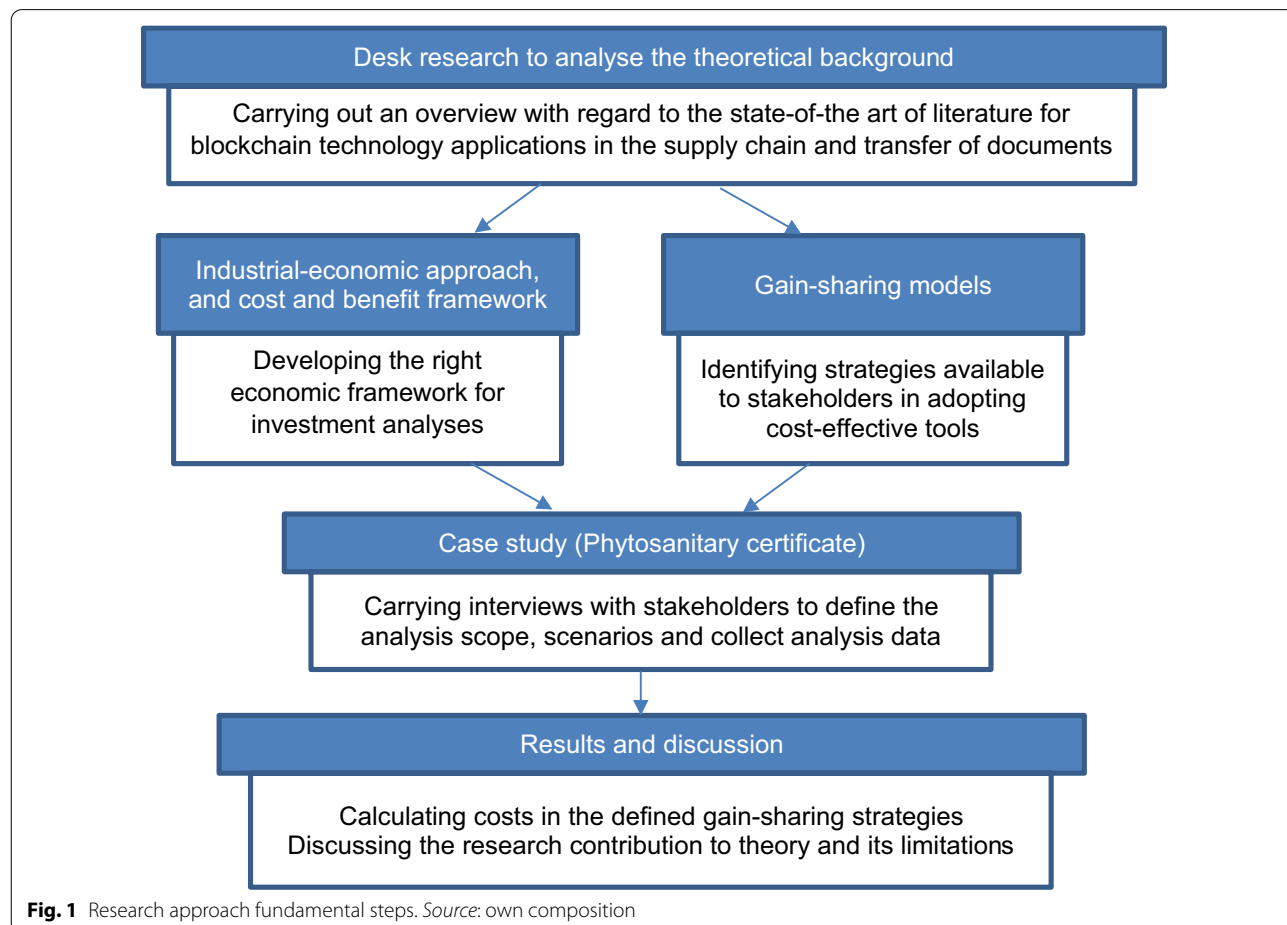 Desk research to analyse the theoretical background
Carrying out an overview with regard to the state-of-the art of literature for
blockchain technology applications in the supply chain and transfer of documents
Industrial-economic approach,
and cost and benefit framework
Developing the right
economic framework for
investment analyses
Gain-sharing models
Identifying strategies available
to stakeholders in adopting
cost-effective tools
Case study (Phytosanitary certificate)
Carrying interviews with stakeholders to define the
analysis scope, scenarios and collect analysis data
Results and discussion
Calculating costs in the defined gain-sharing strategies
Discussing the research contribution to theory and its limitations
Fig. 1 Research approach fundamental steps. Source: own composition